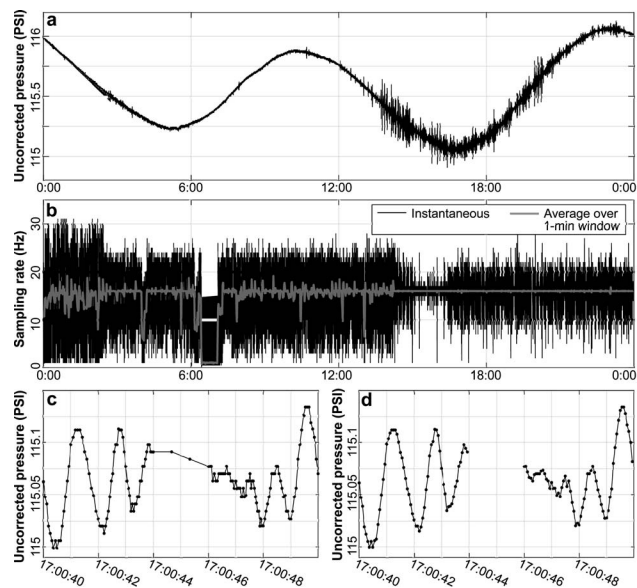 a
Uncorrected pressure (PSI)
116
115.5
115
0:00 6:00 12:00 18:00 0:00
b
Instantaneous
Average over
1-min window
Sampling rate (Hz)
30
20
10
0
0:00 6:00 12:00 18:00 0:00
c
Uncorrected pressure (PSI)
115.1
115.05
115
17:00:40 17:00:42 17:00:44 17:00:46 17:00:48
d
Uncorrected pressure (PSI)
115.1
115.05
115
17:00:40 17:00:42 17:00:44 17:00:46 17:00:48